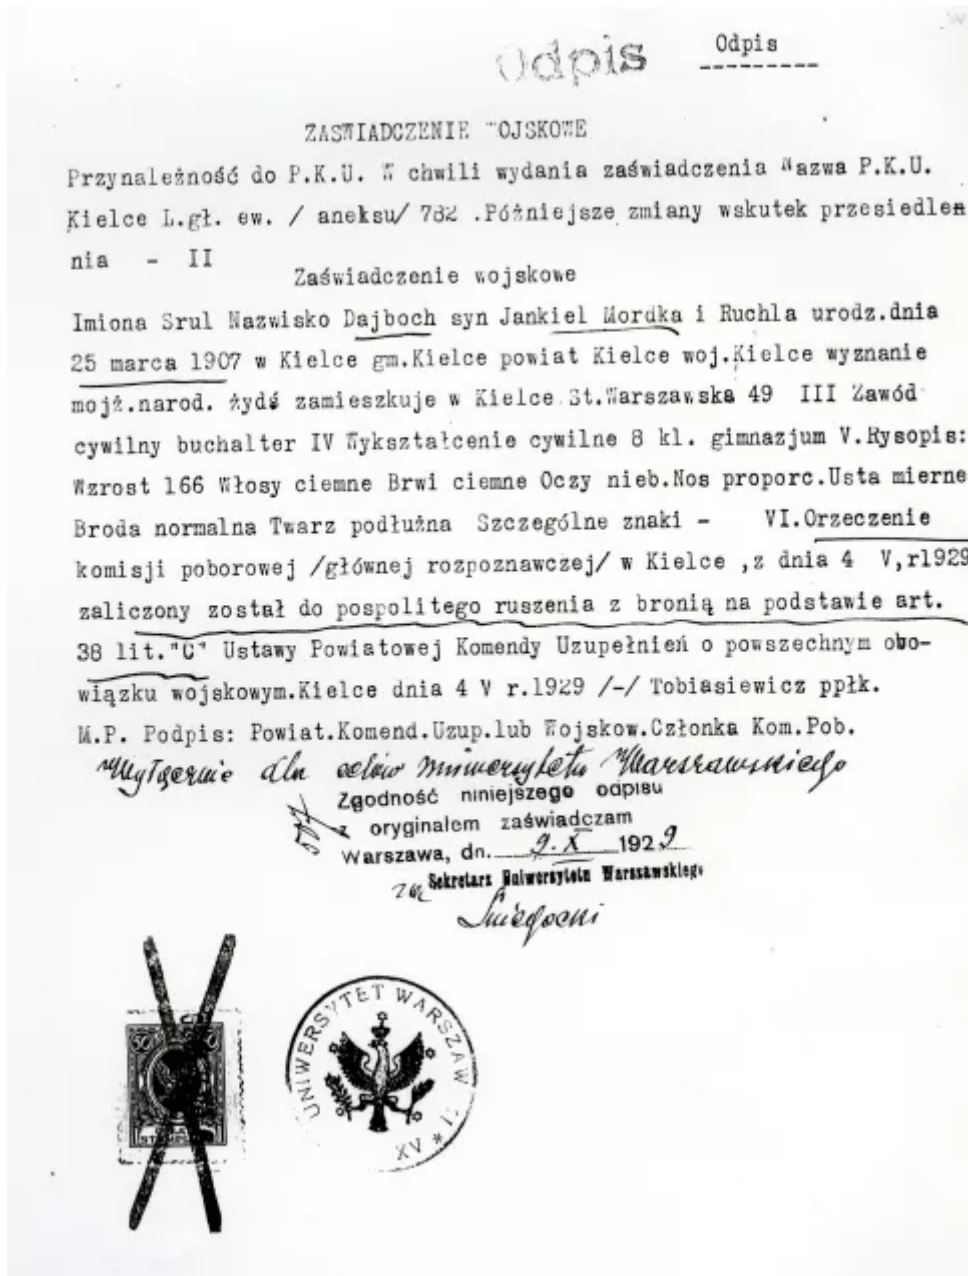 Odpis Odpis
ZAŚWIADCZENIE WOJSKOWE
Przynależność do P.K.U. W chwili wydania zaświadczenia Nazwa P.K.U.
Kielce L.gł. ew. / aneksu/ 782 .Późniejsze zmiany wskutek przesiedlen
nia - II
Zaświadczenie wojskowe
Imiona Srul Nazwisko Dajboch syn Jankiel Mordka i Ruchla urodz.dnia
25 marca 1907 w Kielce gm.Kielce powiat Kielce woj.Kielce wyznanie
mojż.narod. żydź zamieszkuje w Kielce St.Warszawska 49 III Zawód
cywilny buchalter IV Wykształcenie cywilne 8 kl. gimnazjum V.Rysopis:
Wzrost 166 Włosy ciemne Brwi ciemne Oczy nieb.Nos proporc.Usta mierne
Broda normalna Twarz podłużna Szczególne znaki - VI.Orzeczenie
komisji poborowej /głównej rozpoznawczej/ w Kielce ,z dnia 4 V,r1929
zaliczony został do pospolitego ruszenia z bronią na podstawie art.
38 lit."C" Ustawy Powiatowej Komendy Uzupełnień o powszechnym obo-
wiązku wojskowym.Kielce dnia 4 V r.1929 /-/ Tobiasiewicz ppłk.
M.P. Podpis: Powiat.Komend.Uzup.lub Wojskow.Członka Kom.Pob.
Wyłącznie dla celów Uniwersytetu Warszawskiego
Zgodność niniejszego odpisu
z oryginałem zaświadczam
Warszawa, dn. 9.X 1929
za Sekretarz Uniwersytetu Warszawskiego
Śniegocki
50
UNIWERSYTET WARSZAWSKI * XV